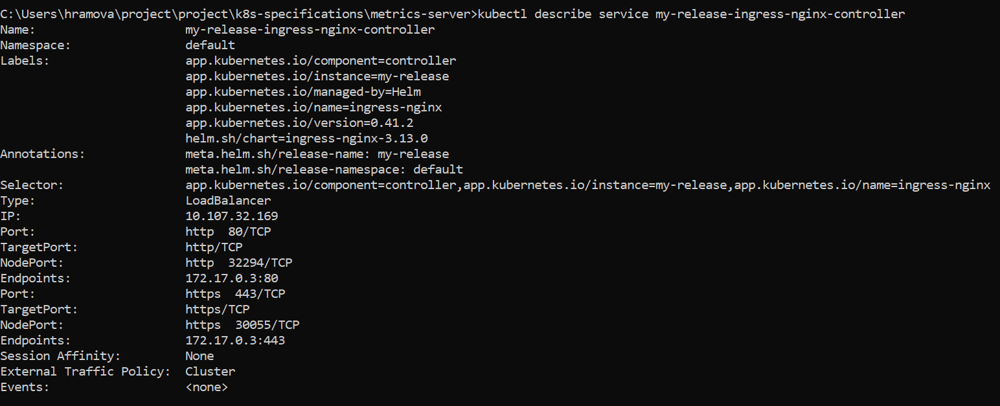 C:\Users\hramova\project\project\k8s-specifications\metrics-server>kubectl describe service my-release-ingress-nginx-controller
Name:                     my-release-ingress-nginx-controller
Namespace:                default
Labels:                   app.kubernetes.io/component=controller
                          app.kubernetes.io/instance=my-release
                          app.kubernetes.io/managed-by=Helm
                          app.kubernetes.io/name=ingress-nginx
                          app.kubernetes.io/version=0.41.2
                          helm.sh/chart=ingress-nginx-3.13.0
Annotations:              meta.helm.sh/release-name: my-release
                          meta.helm.sh/release-namespace: default
Selector:                 app.kubernetes.io/component=controller,app.kubernetes.io/instance=my-release,app.kubernetes.io/name=ingress-nginx
Type:                     LoadBalancer
IP:                       10.107.32.169
Port:                     http  80/TCP
TargetPort:               http/TCP
NodePort:                 http  32294/TCP
Endpoints:                172.17.0.3:80
Port:                     https  443/TCP
TargetPort:               https/TCP
NodePort:                 https  30055/TCP
Endpoints:                172.17.0.3:443
Session Affinity:         None
External Traffic Policy:  Cluster
Events:                   <none>